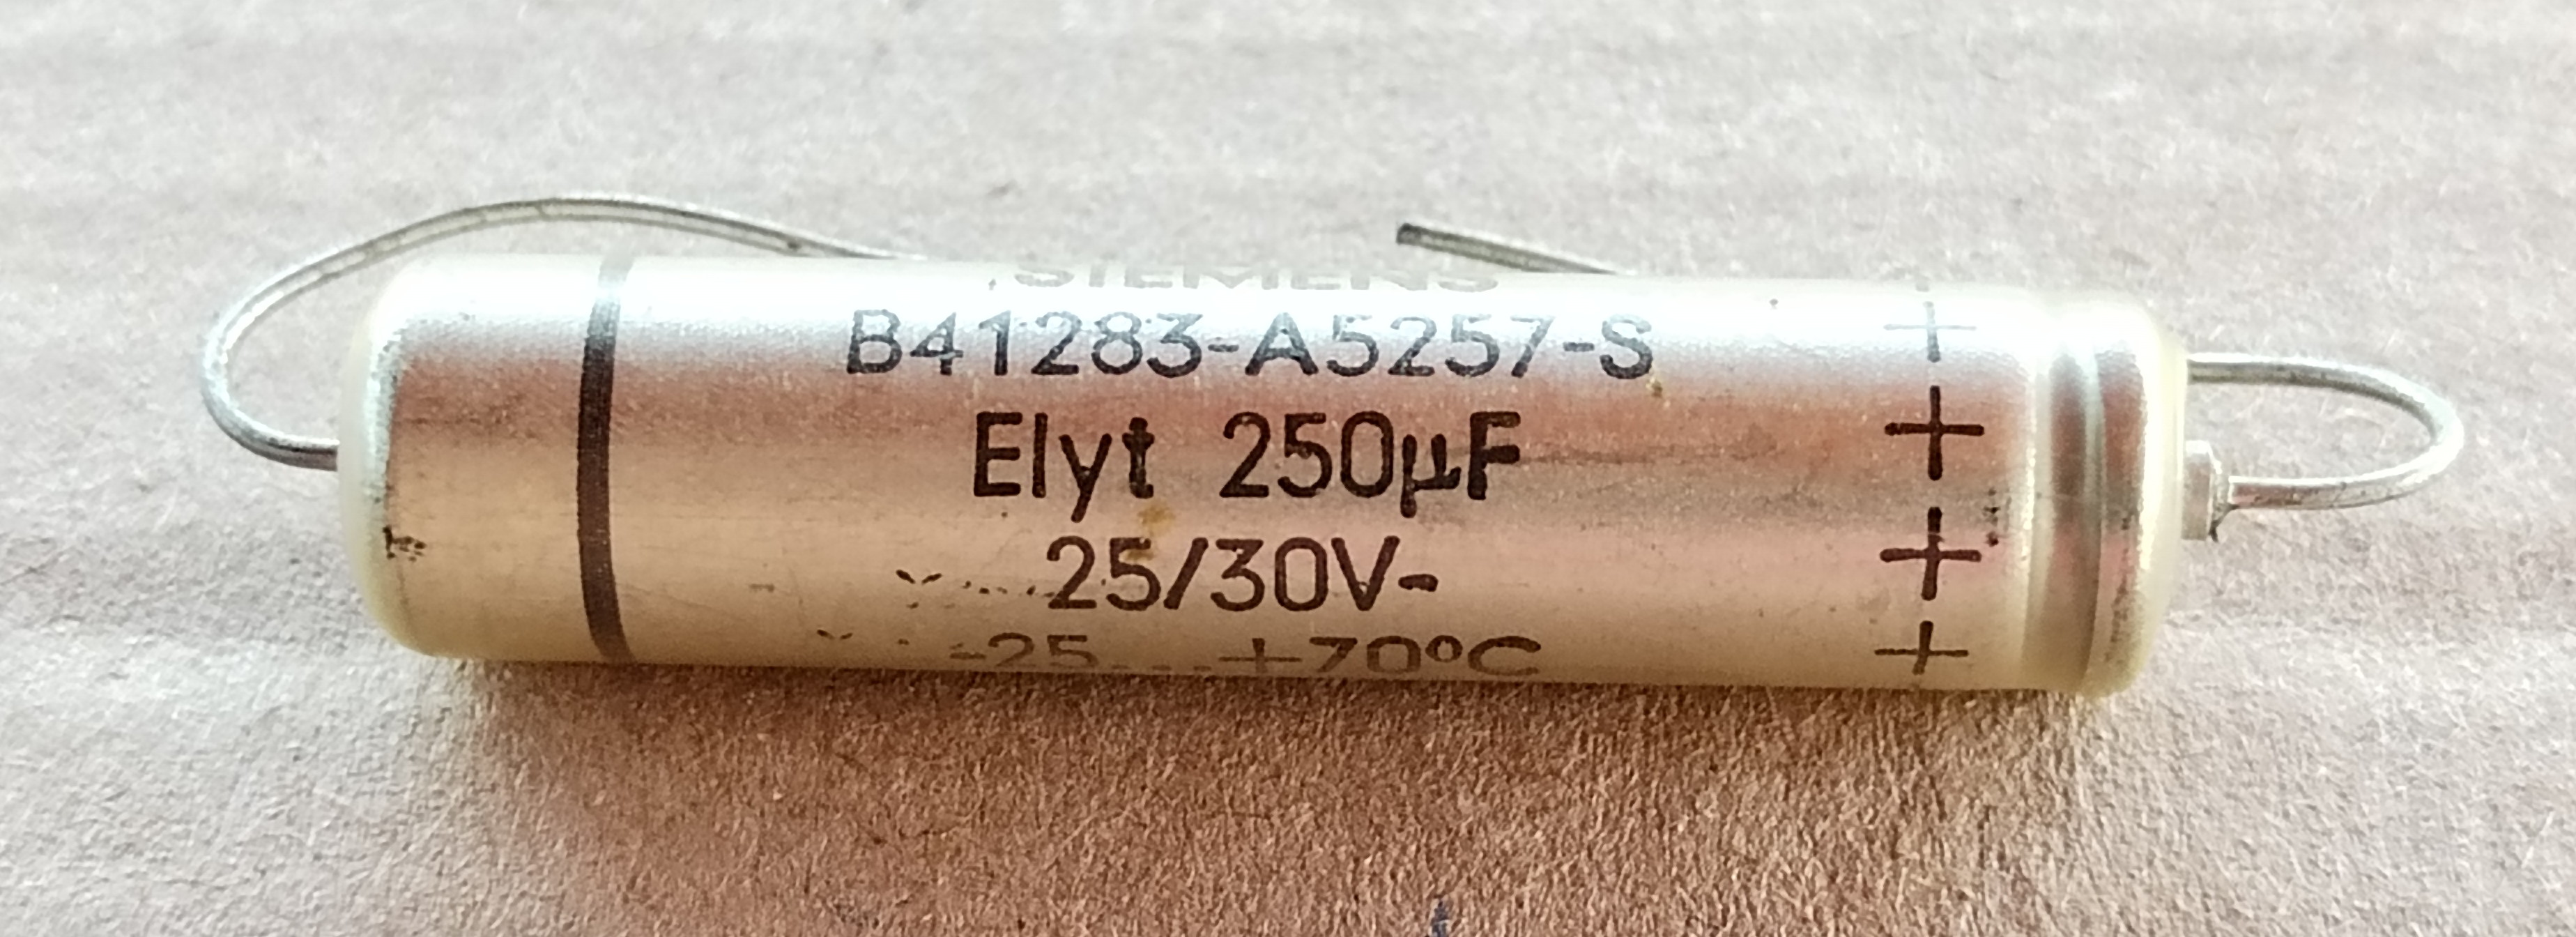 SIEMENS
B41283-A5257-S
Elyt 250µF
25/30V-
-25...+70°C
+
+
+
+